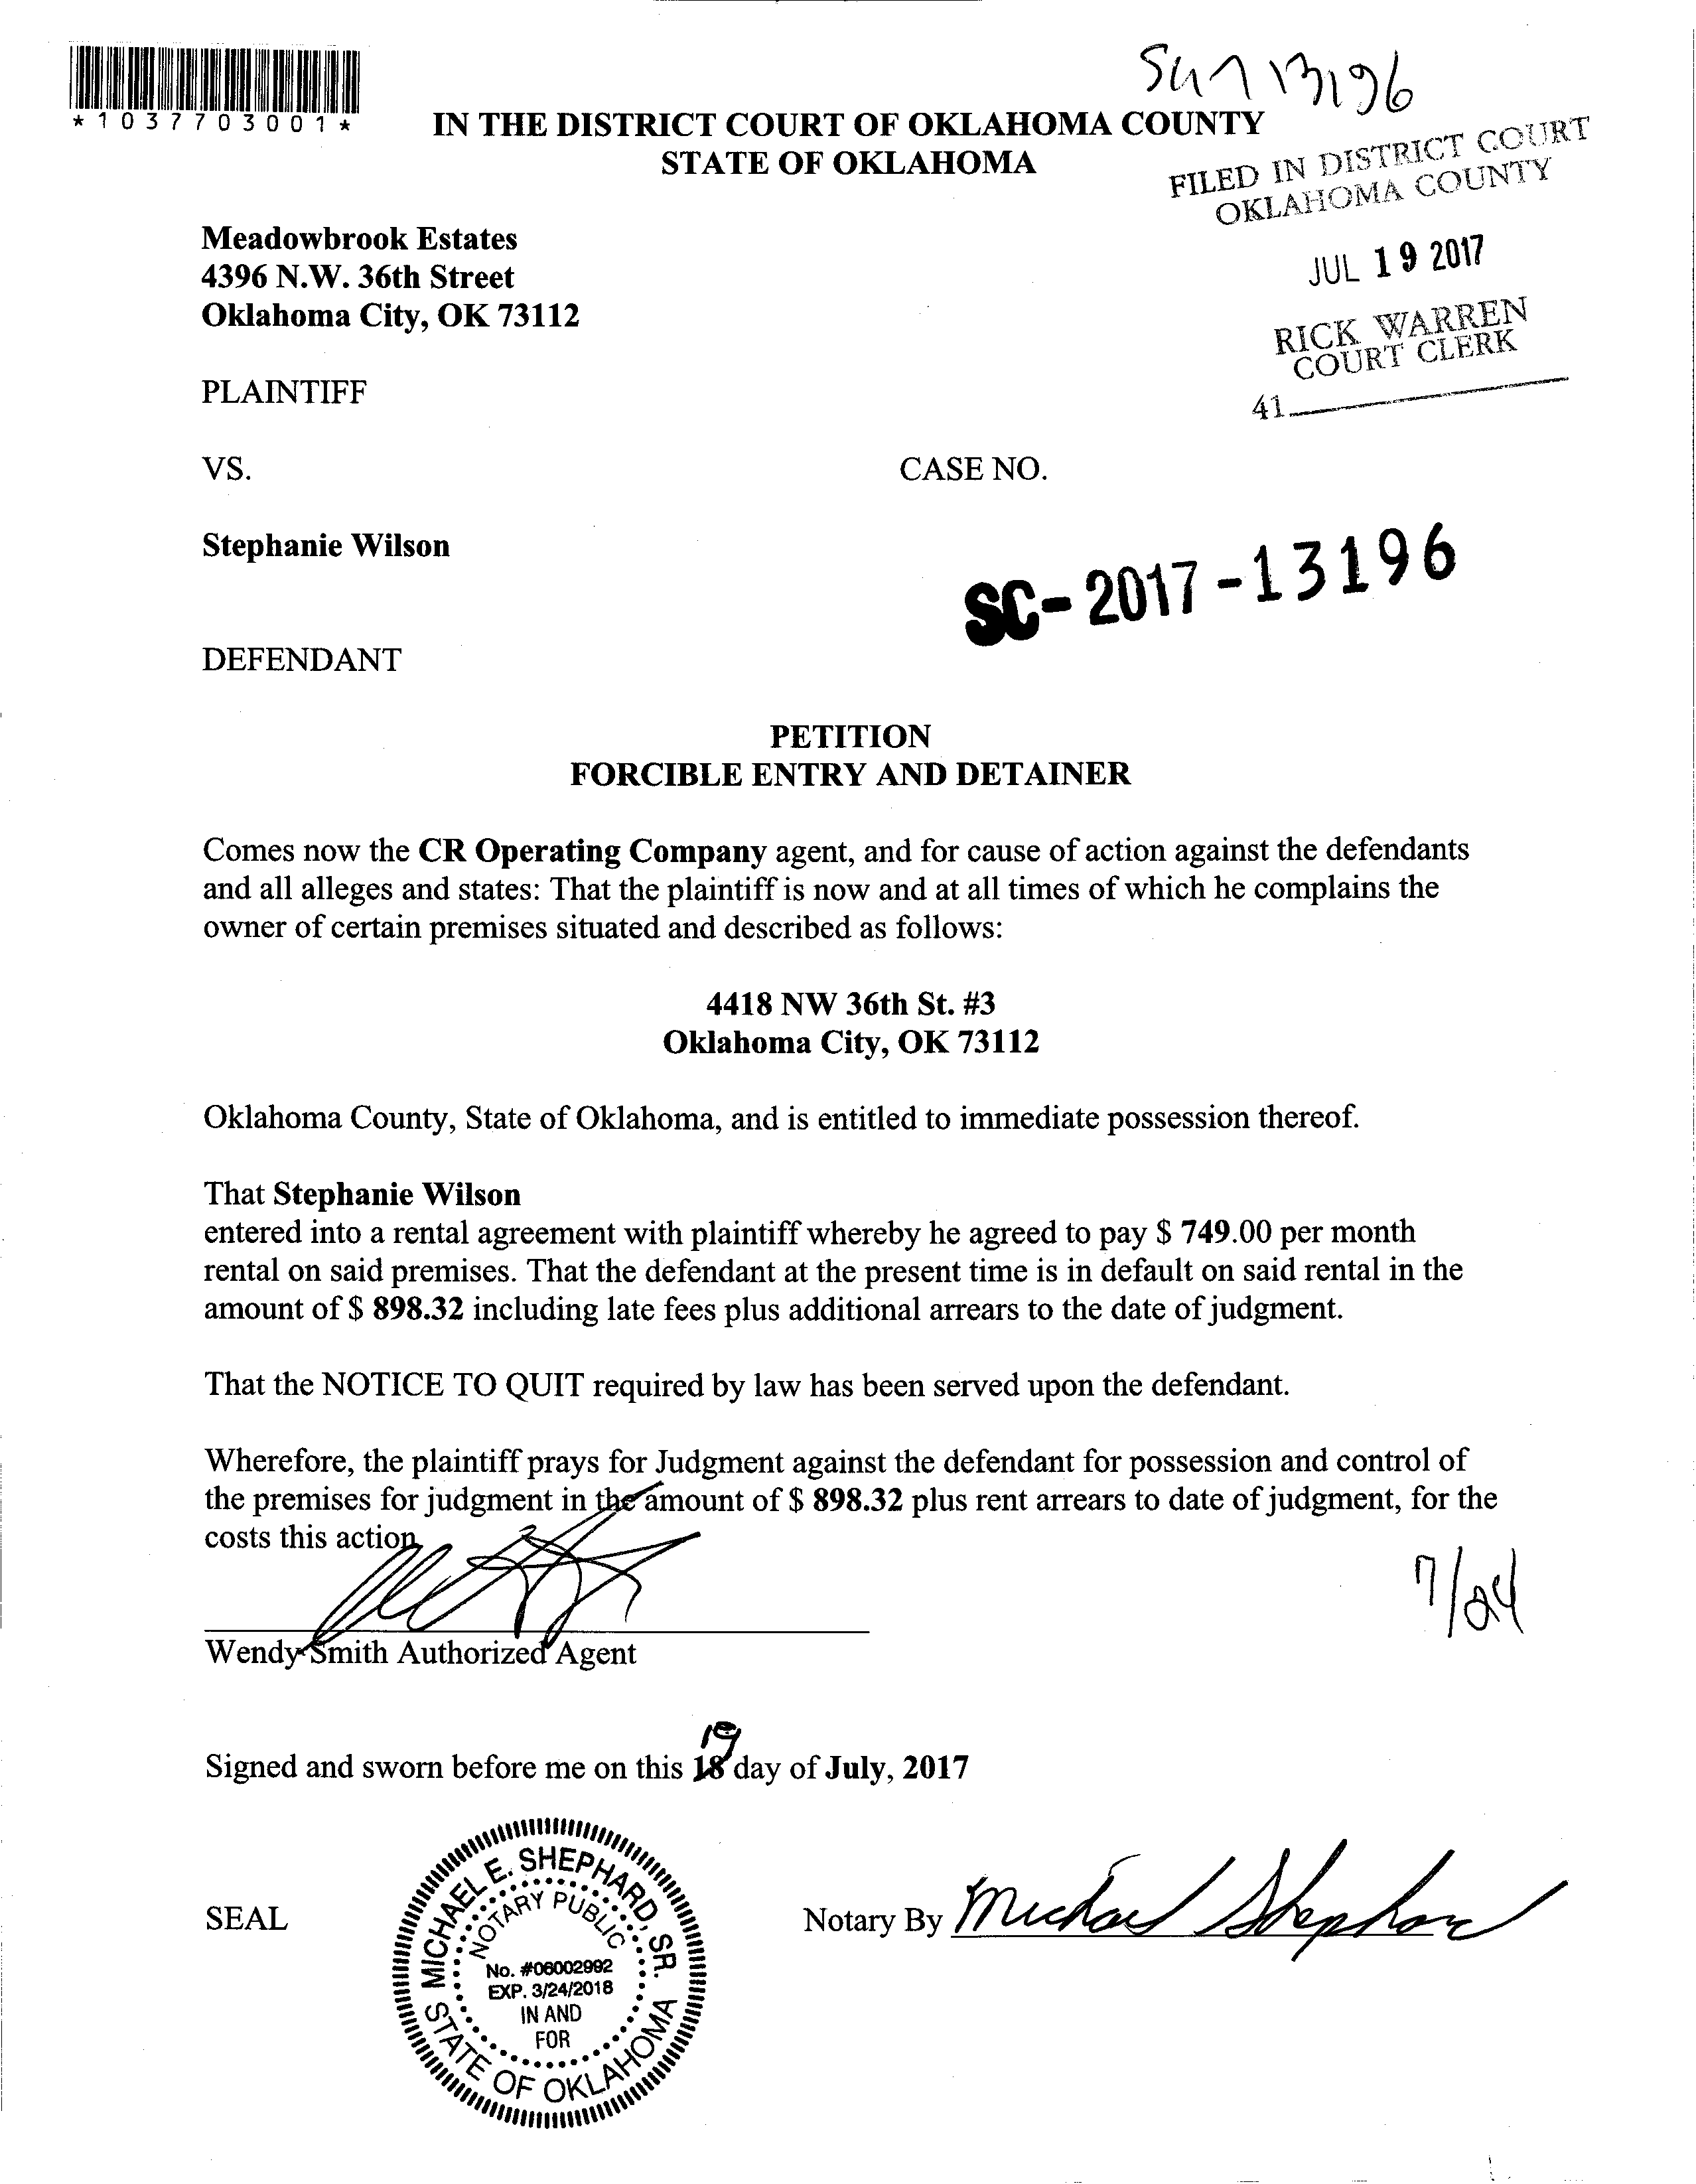 *1037703001*
IN THE DISTRICT COURT OF OKLAHOMA COUNTY
STATE OF OKLAHOMA
13196
FILED IN DISTRICT COURT
OKLAHOMA COUNTY
JUL 19 2017
RICK WARREN
COURT CLERK
41
Meadowbrook Estates
4396 N.W. 36th Street
Oklahoma City, OK 73112
PLAINTIFF
VS.
CASE NO.
Stephanie Wilson
SC-2017-13196
DEFENDANT
PETITION
FORCIBLE ENTRY AND DETAINER
Comes now the CR Operating Company agent, and for cause of action against the defendants
and all alleges and states: That the plaintiff is now and at all times of which he complains the
owner of certain premises situated and described as follows:
4418 NW 36th St. #3
Oklahoma City, OK 73112
Oklahoma County, State of Oklahoma, and is entitled to immediate possession thereof.
That Stephanie Wilson
entered into a rental agreement with plaintiff whereby he agreed to pay $ 749.00 per month
rental on said premises. That the defendant at the present time is in default on said rental in the
amount of $ 898.32 including late fees plus additional arrears to the date of judgment.
That the NOTICE TO QUIT required by law has been served upon the defendant.
Wherefore, the plaintiff prays for Judgment against the defendant for possession and control of
the premises for judgment in the amount of $ 898.32 plus rent arrears to date of judgment, for the
costs this action.
7/24
Wendy Smith Authorized Agent
19
Signed and sworn before me on this 18 day of July, 2017
SEAL
MICHAEL E. SHEPHARD, SR.
NOTARY PUBLIC
No. #06002992
EXP. 3/24/2018
IN AND
FOR
STATE OF OKLAHOMA
Notary By Michael Shephard